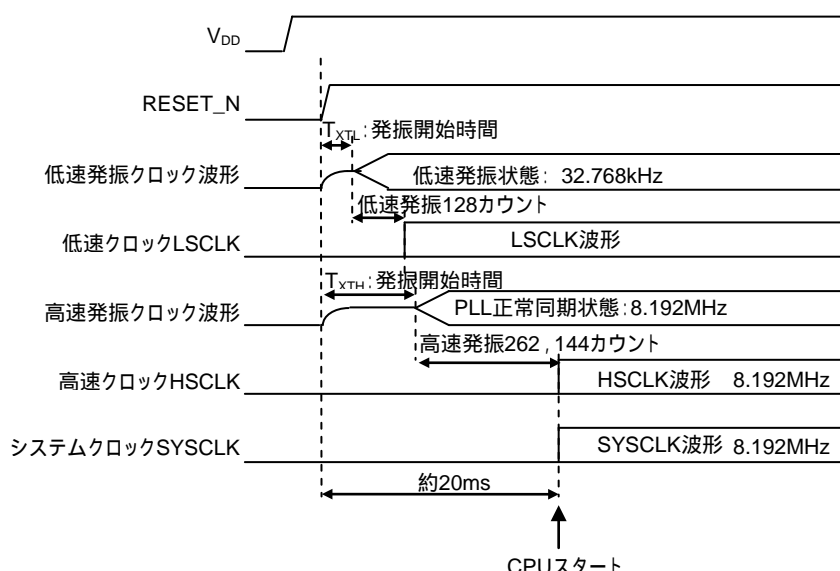 VDD
RESET_N
TXTL:発振開始時間
低速発振クロック波形
低速発振状態: 32.768kHz
低速発振128カウント
低速クロックLSCLK
LSCLK波形
TXTH:発振開始時間
高速発振クロック波形
PLL正常同期状態:8.192MHz
高速発振262,144カウント
高速クロックHSCLK
HSCLK波形 8.192MHz
システムクロックSYSCLK
SYSCLK波形 8.192MHz
約20ms
CPUスタート